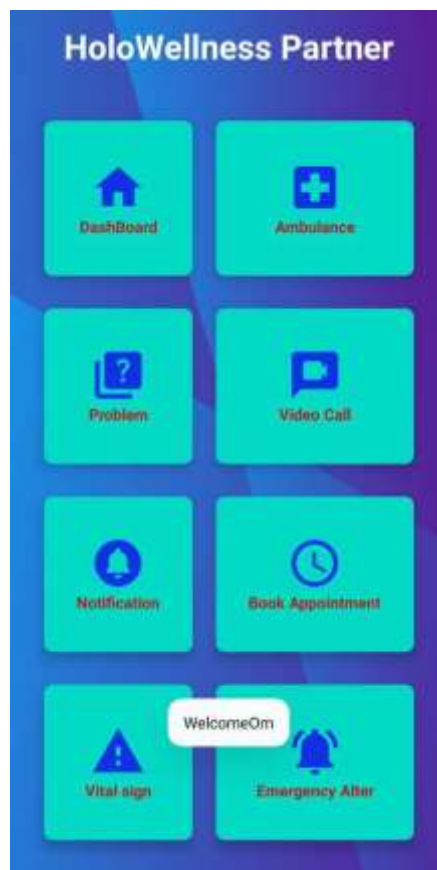 HoloWellness Partner
DashBoard
Ambulance
?
Problem
Video Call
Notification
Book Appointment
WelcomeOm
Vital sign
Emergency Alter